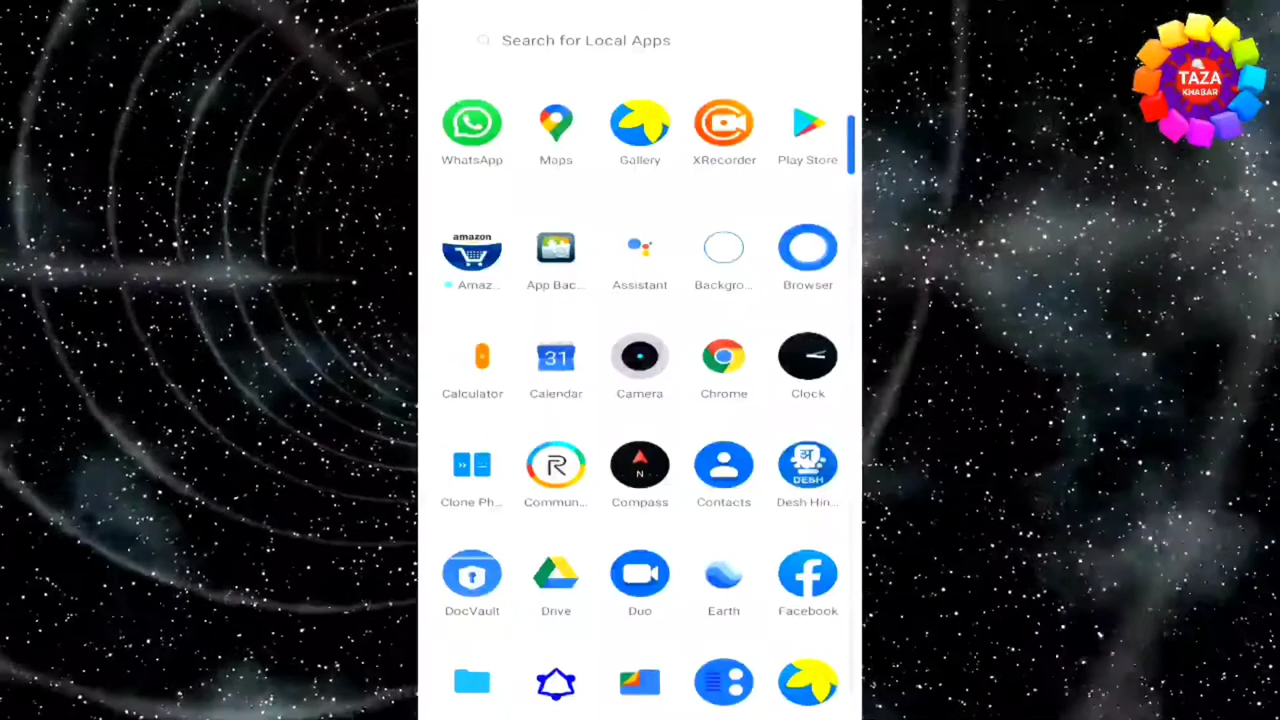 Search for Local Apps
TAZA
KHABAR
WhatsApp
Maps
Gallery
XRecorder
Play Store
amazon
Amaz...
App Bac...
Assistant
Backgro...
Browser
31
Calculator
Calendar
Camera
Chrome
Clock
R
N
अ
DESH
Clone Ph...
Commun...
Compass
Contacts
Desh Hin...
DocVault
Drive
Duo
Earth
Facebook